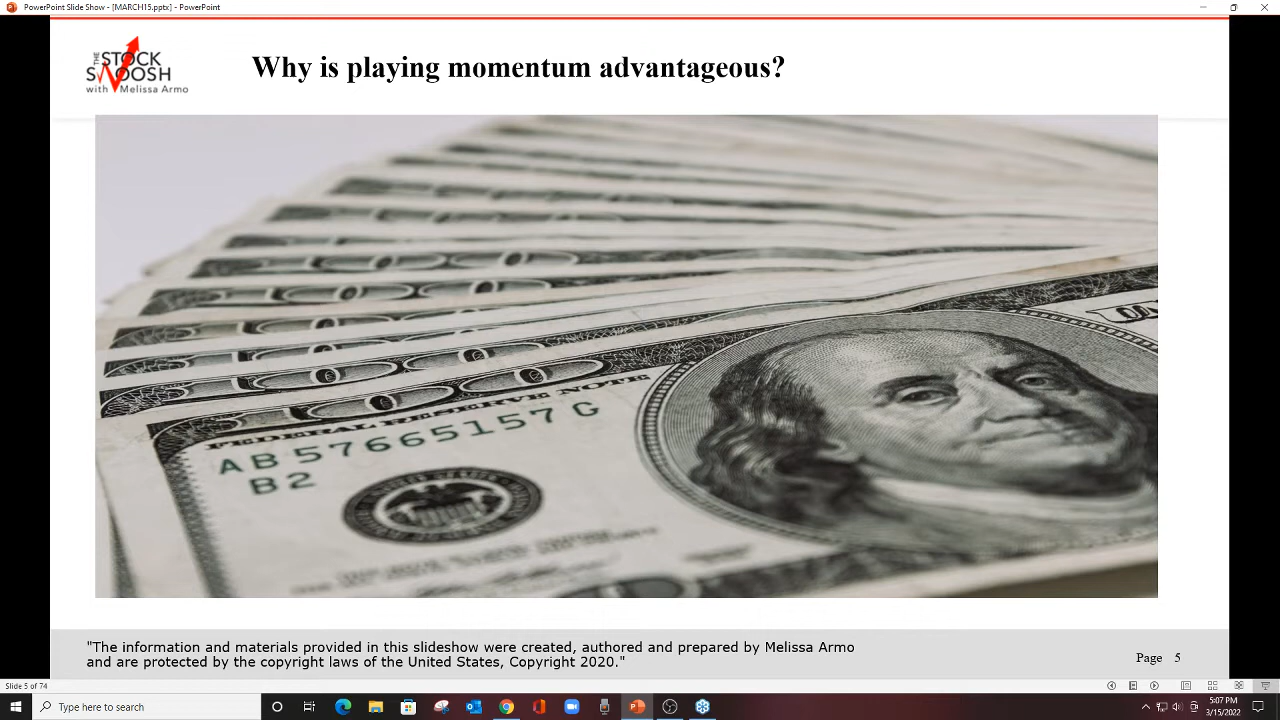 PowerPoint Slide Show - [MARCH15.pptx] - PowerPoint
THE
STOCK
SWOOSH
with Melissa Armo
Why is playing momentum advantageous?
FEDERAL RESERVE NOTE
AB 57665157 G
B2
"The information and materials provided in this slideshow were created, authored and prepared by Melissa Armo
and are protected by the copyright laws of the United States, Copyright 2020."
Page 5
Slide 5 of 74
Type here to search
5:07 PM
3/15/2022